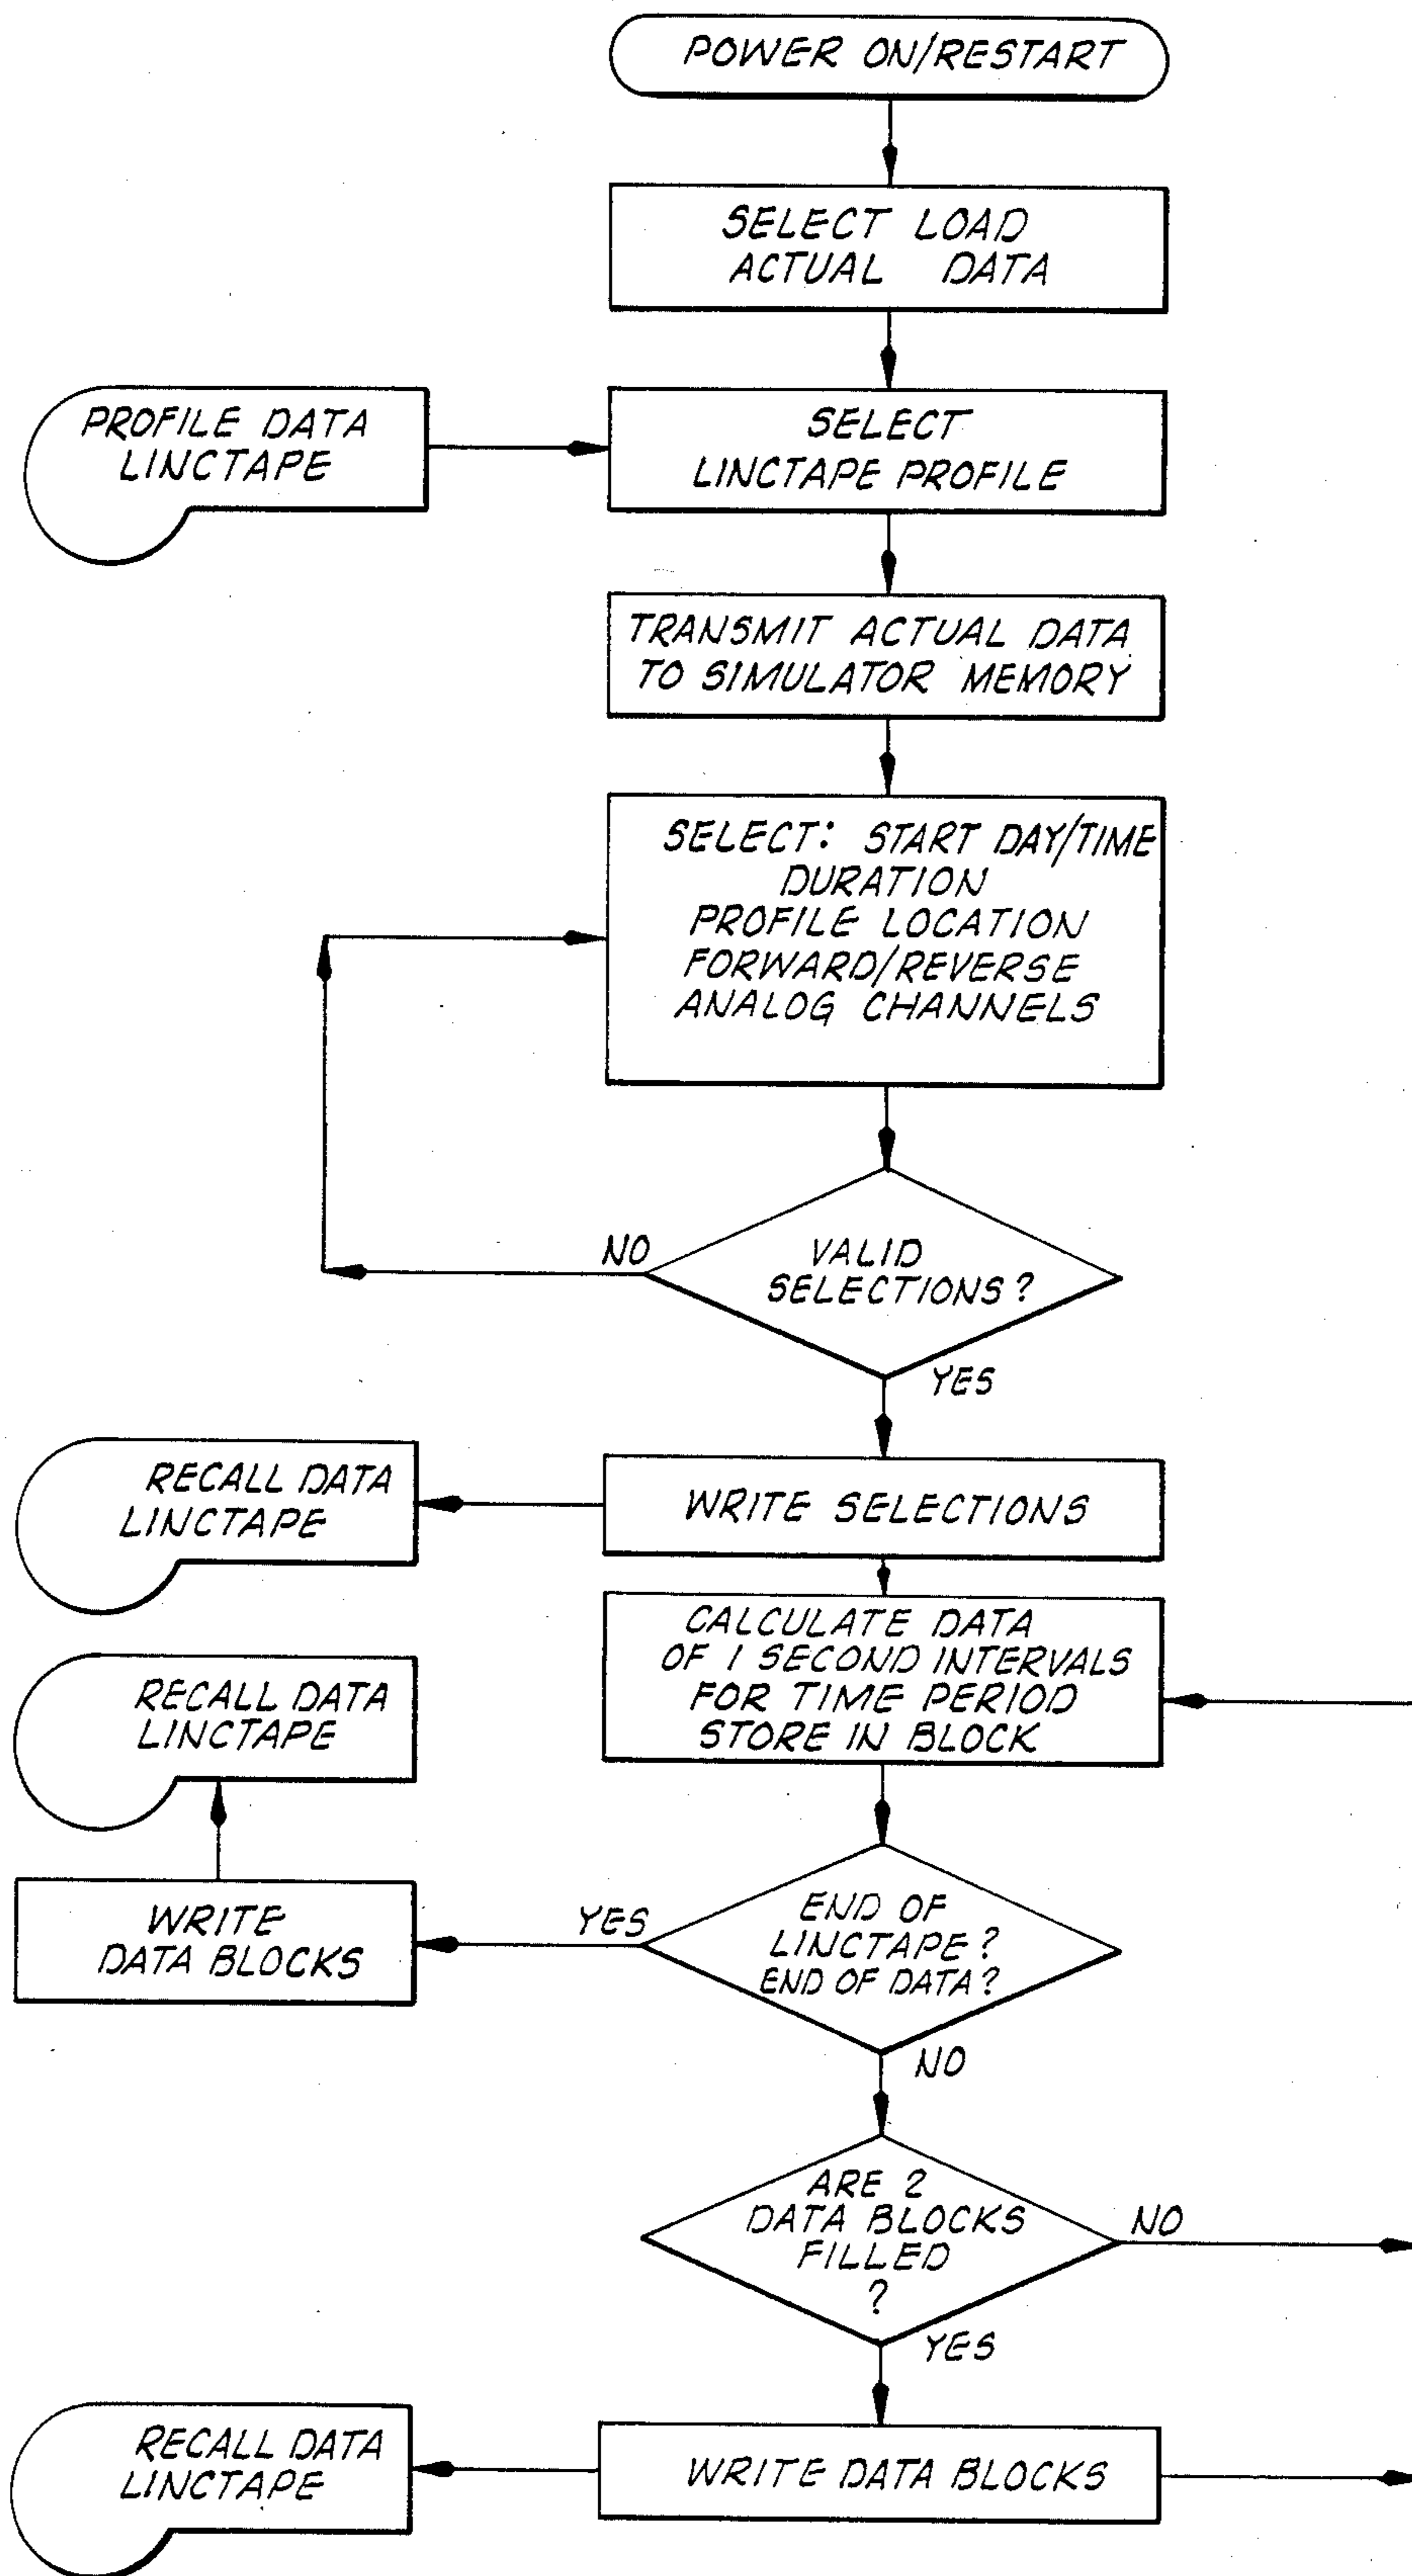 POWER ON/RESTART
SELECT LOAD
ACTUAL DATA
PROFILE DATA
LINCTAPE
SELECT
LINCTAPE PROFILE
TRANSMIT ACTUAL DATA
TO SIMULATOR MEMORY
SELECT: START DAY/TIME
DURATION
PROFILE LOCATION
FORWARD/REVERSE
ANALOG CHANNELS
NO
VALID
SELECTIONS?
YES
RECALL DATA
LINCTAPE
WRITE SELECTIONS
CALCULATE DATA
OF 1 SECOND INTERVALS
FOR TIME PERIOD
STORE IN BLOCK
RECALL DATA
LINCTAPE
WRITE
DATA BLOCKS
YES
END OF
LINCTAPE?
END OF DATA?
NO
ARE 2
DATA BLOCKS
FILLED
?
NO
YES
RECALL DATA
LINCTAPE
WRITE DATA BLOCKS